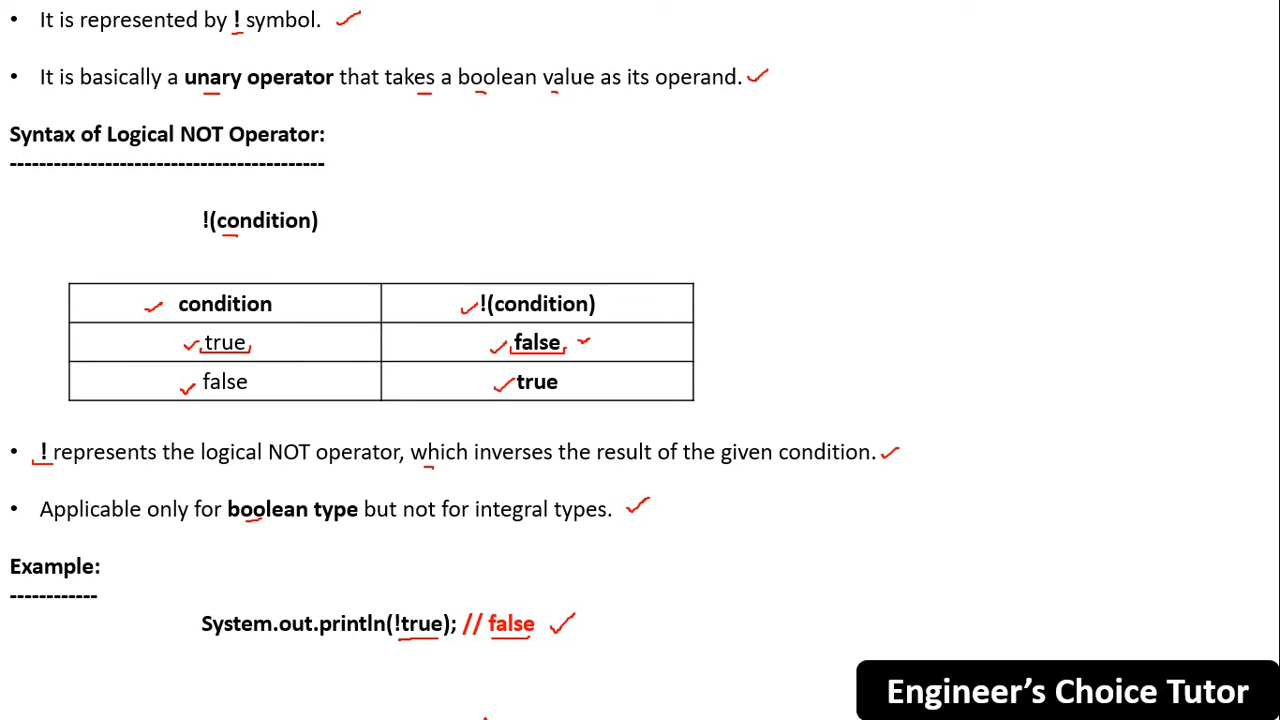 • It is represented by ! symbol.
• It is basically a unary operator that takes a boolean value as its operand.
Syntax of Logical NOT Operator:
-------------------------------------------
!(condition)
condition !(condition)
true false
false true
• ! represents the logical NOT operator, which inverses the result of the given condition.
• Applicable only for boolean type but not for integral types.
Example:
------------
System.out.println(!true); // false
Engineer’s Choice Tutor